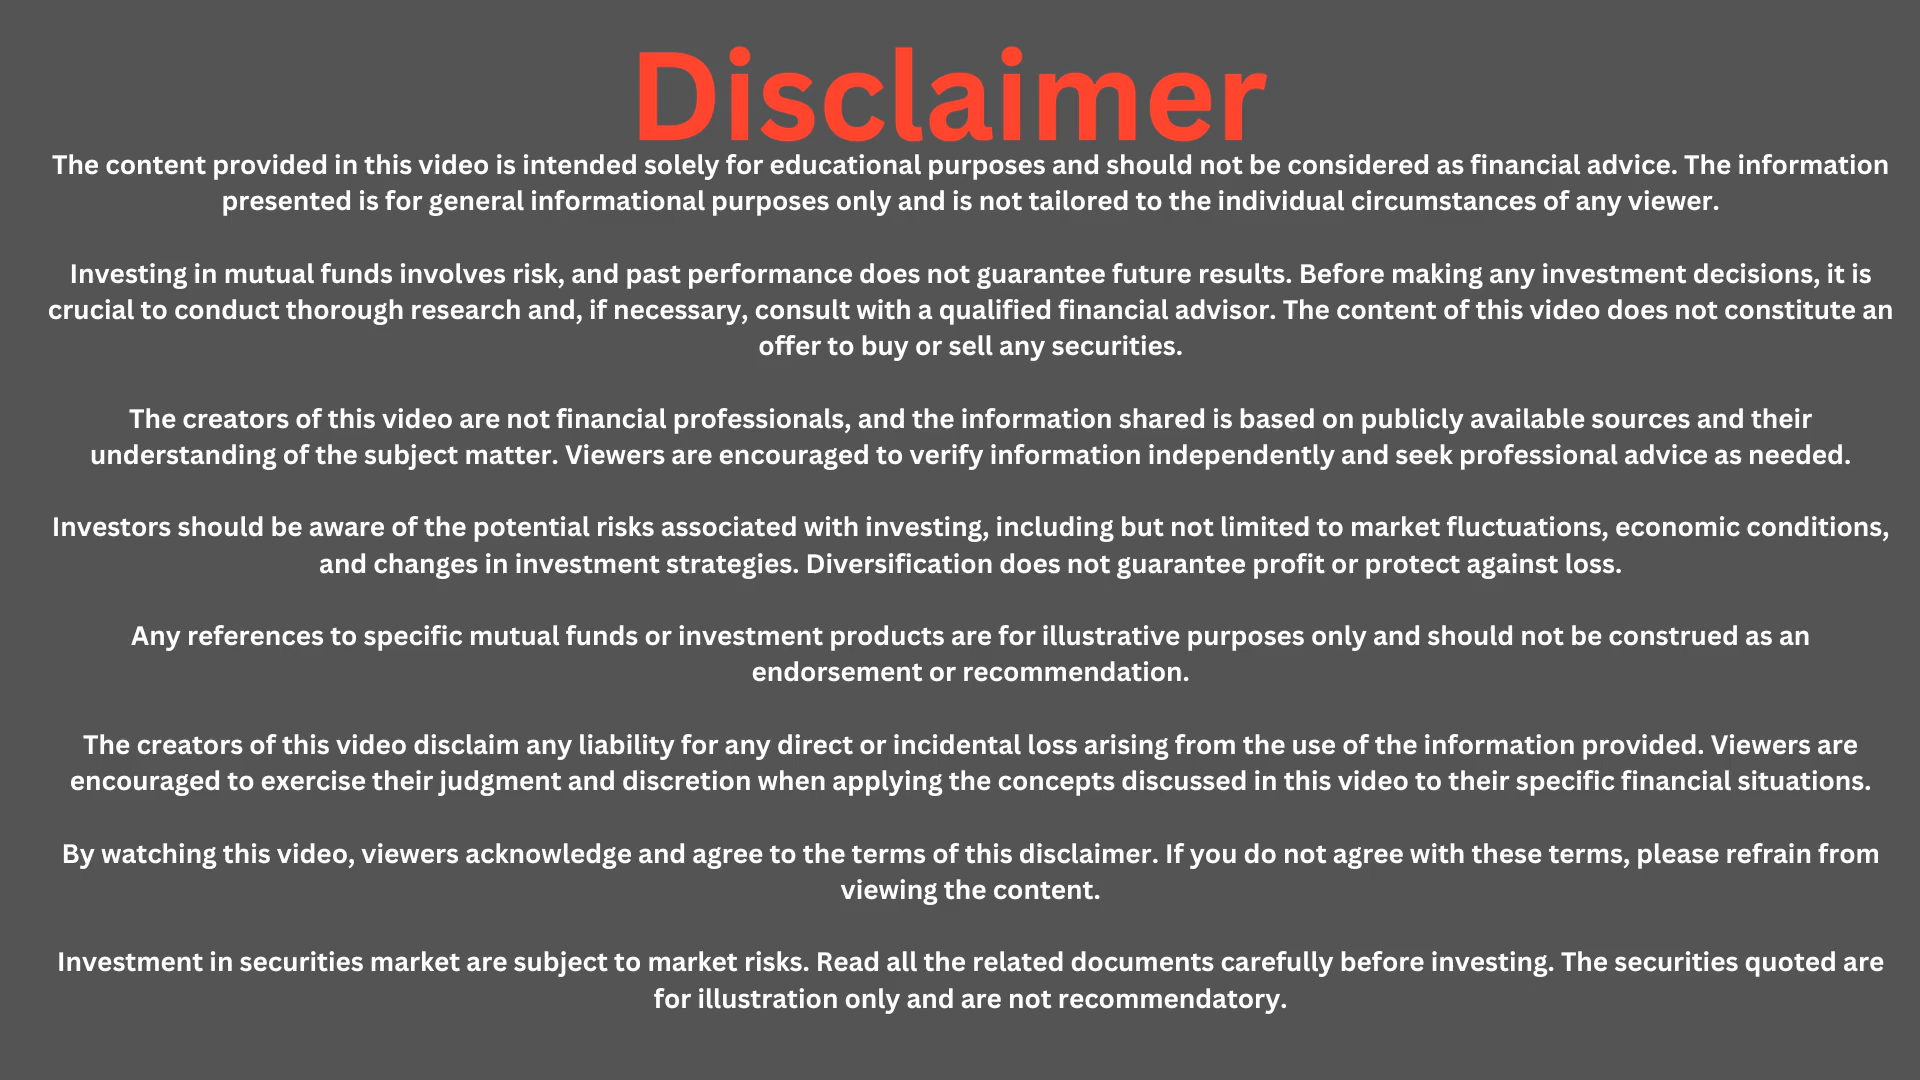 Disclaimer
The content provided in this video is intended solely for educational purposes and should not be considered as financial advice. The information
presented is for general informational purposes only and is not tailored to the individual circumstances of any viewer.
Investing in mutual funds involves risk, and past performance does not guarantee future results. Before making any investment decisions, it is
crucial to conduct thorough research and, if necessary, consult with a qualified financial advisor. The content of this video does not constitute an
offer to buy or sell any securities.
The creators of this video are not financial professionals, and the information shared is based on publicly available sources and their
understanding of the subject matter. Viewers are encouraged to verify information independently and seek professional advice as needed.
Investors should be aware of the potential risks associated with investing, including but not limited to market fluctuations, economic conditions,
and changes in investment strategies. Diversification does not guarantee profit or protect against loss.
Any references to specific mutual funds or investment products are for illustrative purposes only and should not be construed as an
endorsement or recommendation.
The creators of this video disclaim any liability for any direct or incidental loss arising from the use of the information provided. Viewers are
encouraged to exercise their judgment and discretion when applying the concepts discussed in this video to their specific financial situations.
By watching this video, viewers acknowledge and agree to the terms of this disclaimer. If you do not agree with these terms, please refrain from
viewing the content.
Investment in securities market are subject to market risks. Read all the related documents carefully before investing. The securities quoted are
for illustration only and are not recommendatory.